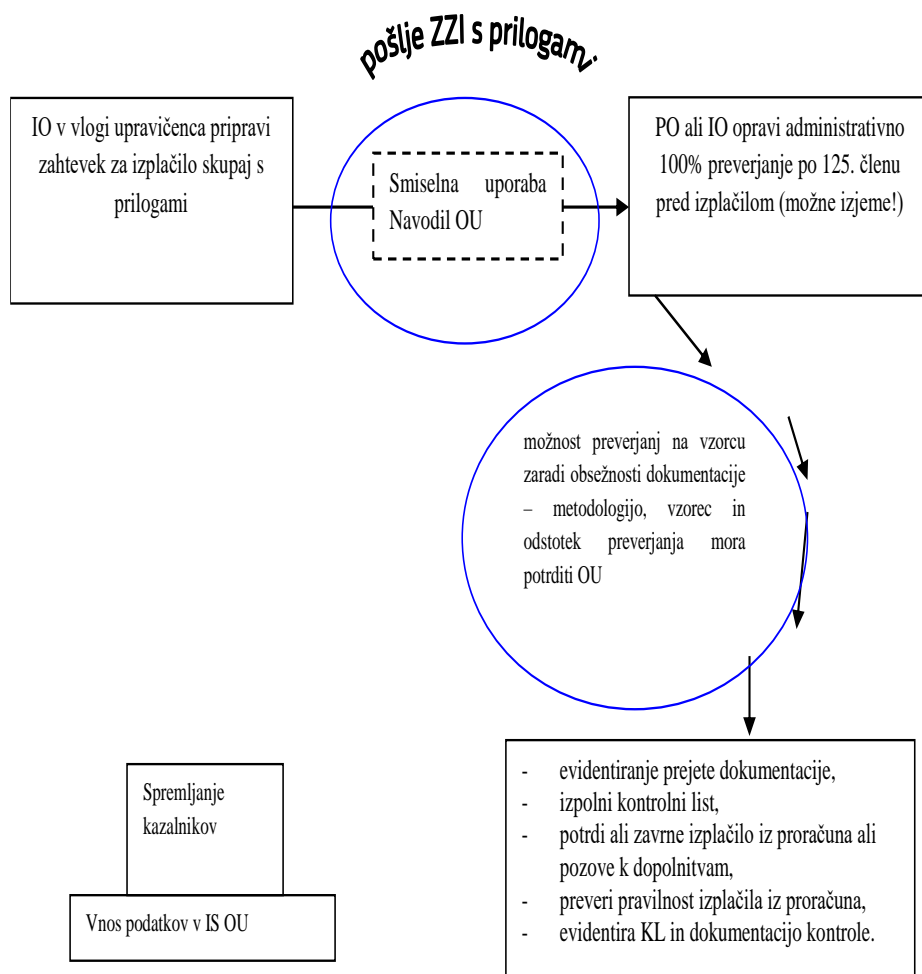 pošlje ZZI s prilogami
IO v vlogi upravičenca pripravi
zahtevek za izplačilo skupaj s
prilogami
Smiselna uporaba
Navodil OU
PO ali IO opravi administrativno
100% preverjanje po 125. členu
pred izplačilom (možne izjeme!)
možnost preverjanj na vzorcu
zaradi obsežnosti dokumentacije
– metodologijo, vzorec in
odstotek preverjanja mora
potrditi OU
- evidentiranje prejete dokumentacije,
- izpolni kontrolni list,
- potrdi ali zavrne izplačilo iz proračuna ali
pozove k dopolnitvam,
- preveri pravilnost izplačila iz proračuna,
- evidentira KL in dokumentacijo kontrole.
Spremljanje
kazalnikov
Vnos podatkov v IS OU